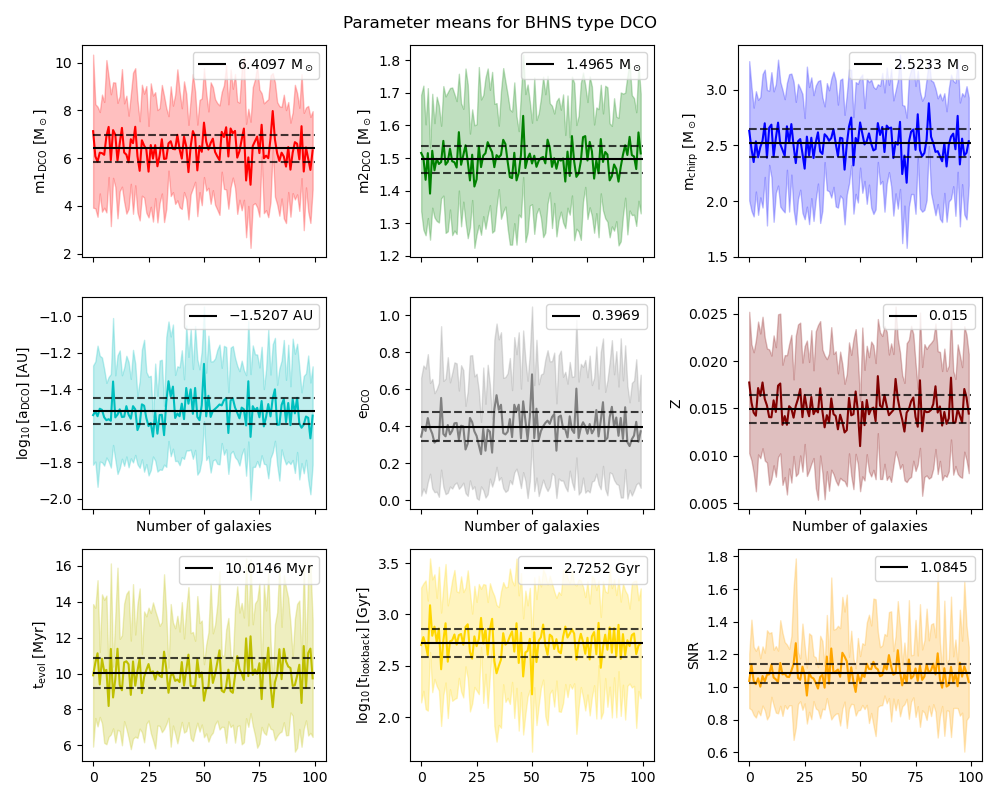 Parameter means for BHNS type DCO
m1DCO [M⊙]
10
8
6
4
2
6.4097 M⊙
m2DCO [M⊙]
1.8
1.7
1.6
1.5
1.4
1.3
1.2
1.4965 M⊙
mchirp [M⊙]
3.0
2.5
2.0
1.5
2.5233 M⊙
log10 [aDCO] [AU]
−1.0
−1.2
−1.4
−1.6
−1.8
−2.0
−1.5207 AU
Number of galaxies
eDCO
1.0
0.8
0.6
0.4
0.2
0.0
0.3969
Number of galaxies
Z
0.025
0.020
0.015
0.010
0.005
0.015
Number of galaxies
tevol [Myr]
16
14
12
10
8
6
10.0146 Myr
0 25 50 75 100
log10 [tlookback] [Gyr]
3.5
3.0
2.5
2.0
2.7252 Gyr
0 25 50 75 100
SNR
1.8
1.6
1.4
1.2
1.0
0.8
0.6
1.0845
0 25 50 75 100